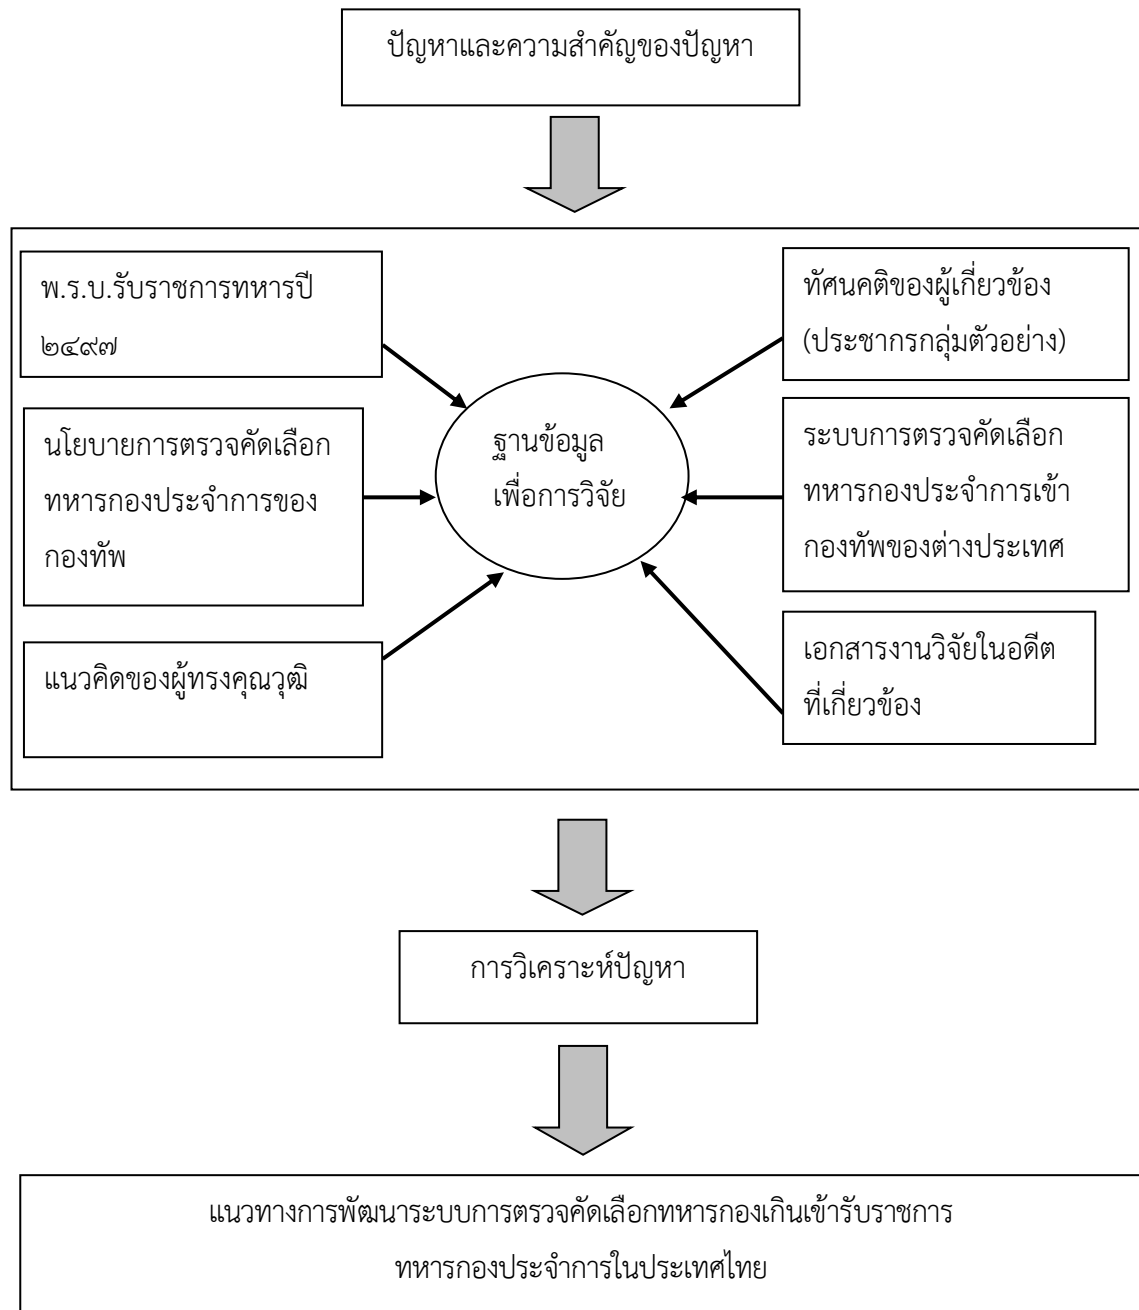 ปัญหาและความสำคัญของปัญหา
พ.ร.บ.รับราชการทหารปี
๒๔๙๗
นโยบายการตรวจคัดเลือก
ทหารกองประจำการของ
กองทัพ
แนวคิดของผู้ทรงคุณวุฒิ
ฐานข้อมูล
เพื่อการวิจัย
ทัศนคติของผู้เกี่ยวข้อง
(ประชากรกลุ่มตัวอย่าง)
ระบบการตรวจคัดเลือก
ทหารกองประจำการเข้า
กองทัพของต่างประเทศ
เอกสารงานวิจัยในอดีต
ที่เกี่ยวข้อง
การวิเคราะห์ปัญหา
แนวทางการพัฒนาระบบการตรวจคัดเลือกทหารกองเกินเข้ารับราชการ
ทหารกองประจำการในประเทศไทย